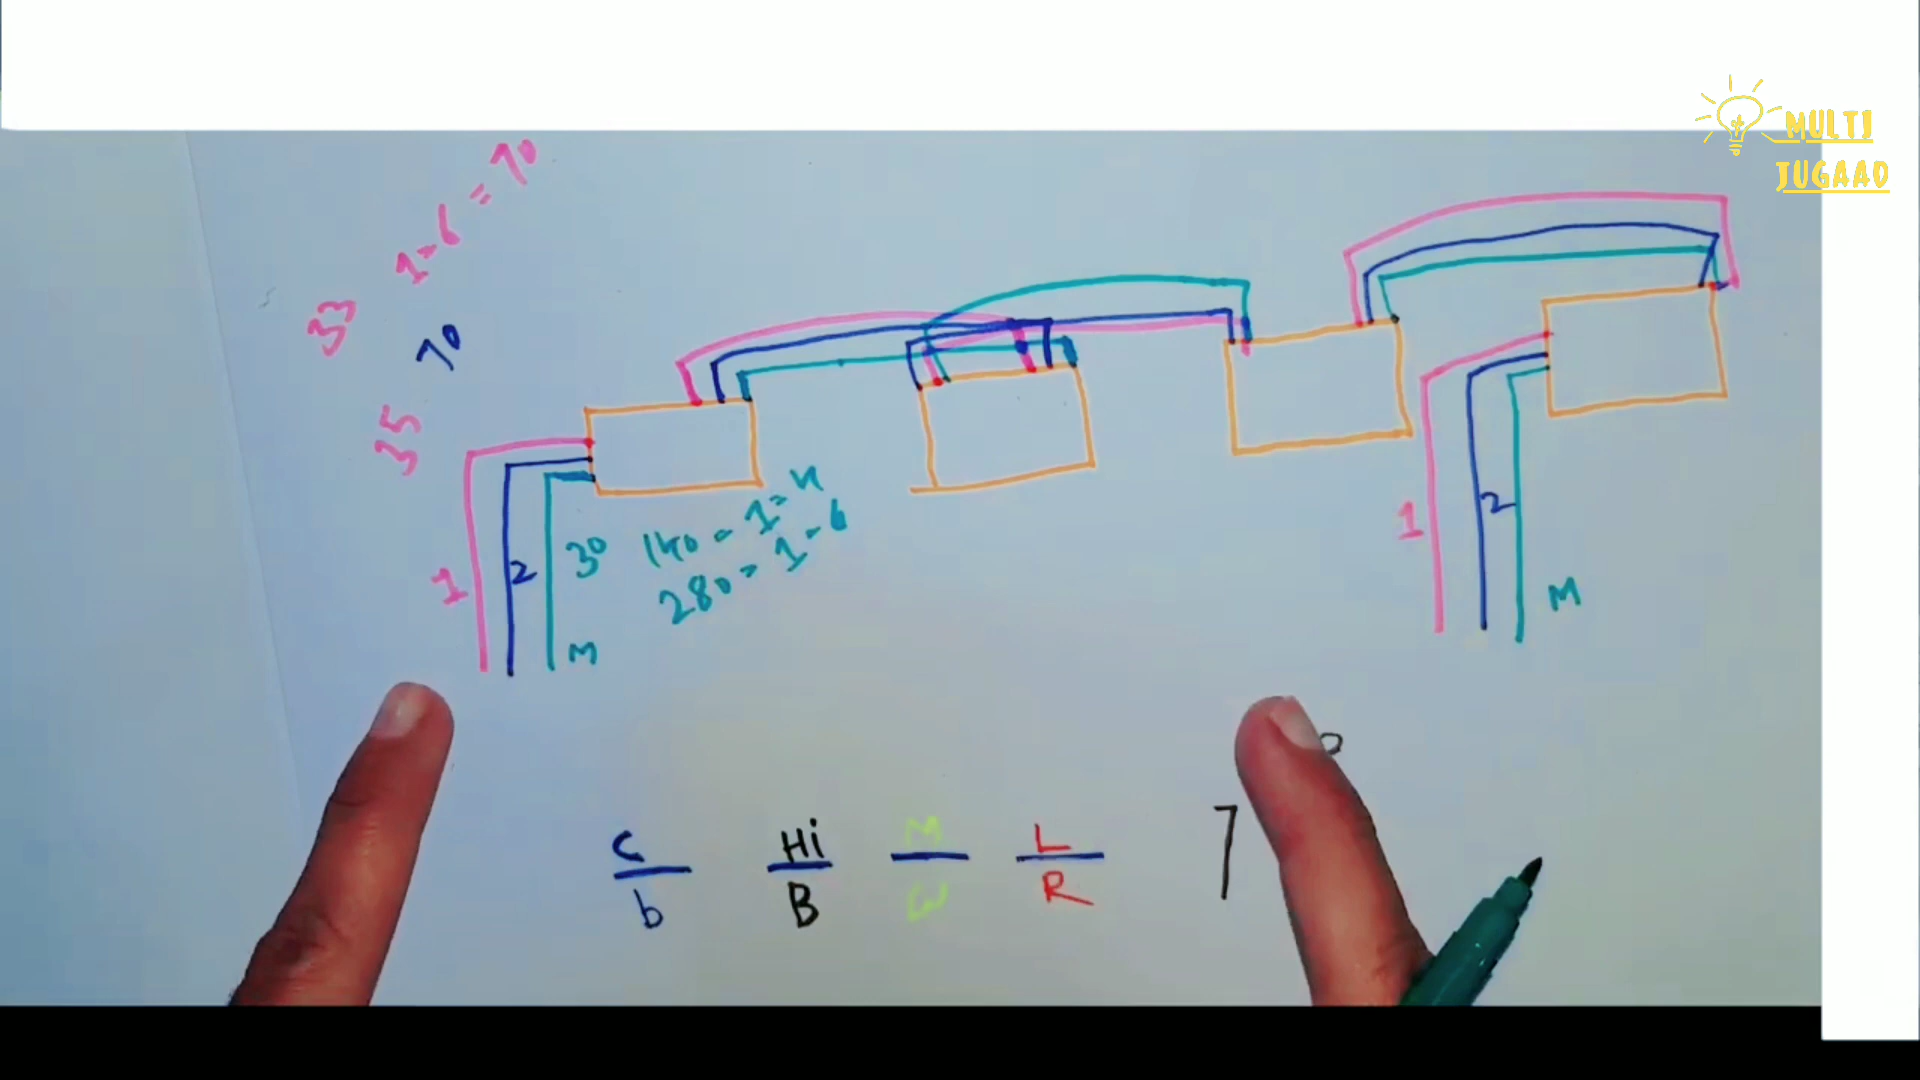 MULTI
JUGAAD
1-6=70
33
70
35
30
140 - 1=4
280 = 1-6
1
2
M
1
2
M
C
b
Hi
B
M
W
L
R
7